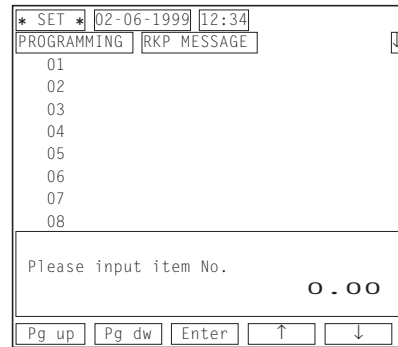 * SET * 02-06-1999 12:34
PROGRAMMING RKP MESSAGE ↓
01
02
03
04
05
06
07
08
Please input item No.
0.00
Pg up Pg dw Enter ↑ ↓